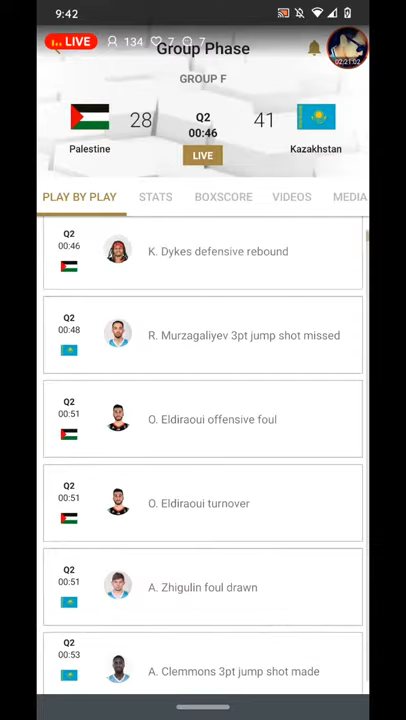 9:42
LIVE 134 7 7
Group Phase
02:21:02
GROUP F
28 Q2 41
00:46
Palestine LIVE Kazakhstan
PLAY BY PLAY STATS BOXSCORE VIDEOS MEDIA
Q2
00:46
K. Dykes defensive rebound
Q2
00:48
R. Murzagaliyev 3pt jump shot missed
Q2
00:51
O. Eldiraoui offensive foul
Q2
00:51
O. Eldiraoui turnover
Q2
00:51
A. Zhigulin foul drawn
Q2
00:53
A. Clemmons 3pt jump shot made